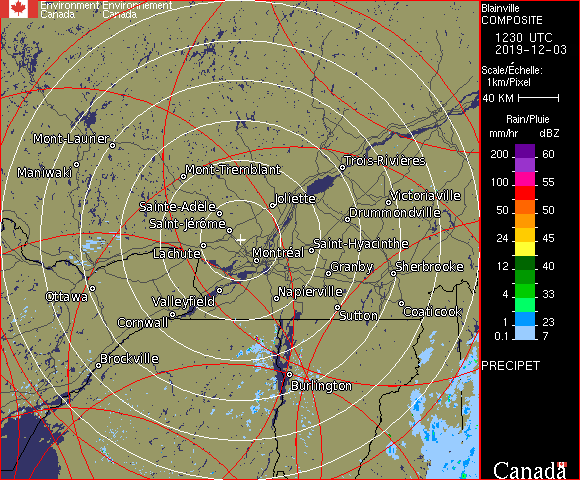 Environment Environnement
Canada Canada
Blainville
COMPOSITE
1230 UTC
2019-12-03
Scale/Échelle:
1km/Pixel
40 KM
Rain/Pluie
mm/hr dBZ
200 60
100 55
50 50
24 45
12 40
4 33
1 23
0.1 7
PRECIPET
Mont-Laurier
Maniwaki
Mont-Tremblant
Trois-Rivières
Joliette
Victoriaville
Sainte-Adèle
Drummondville
Saint-Jérôme
Lachute
Montréal
Saint-Hyacinthe
Granby
Sherbrooke
Ottawa
Valleyfield
Napierville
Coaticook
Cornwall
Sutton
Brockville
Burlington
Canada